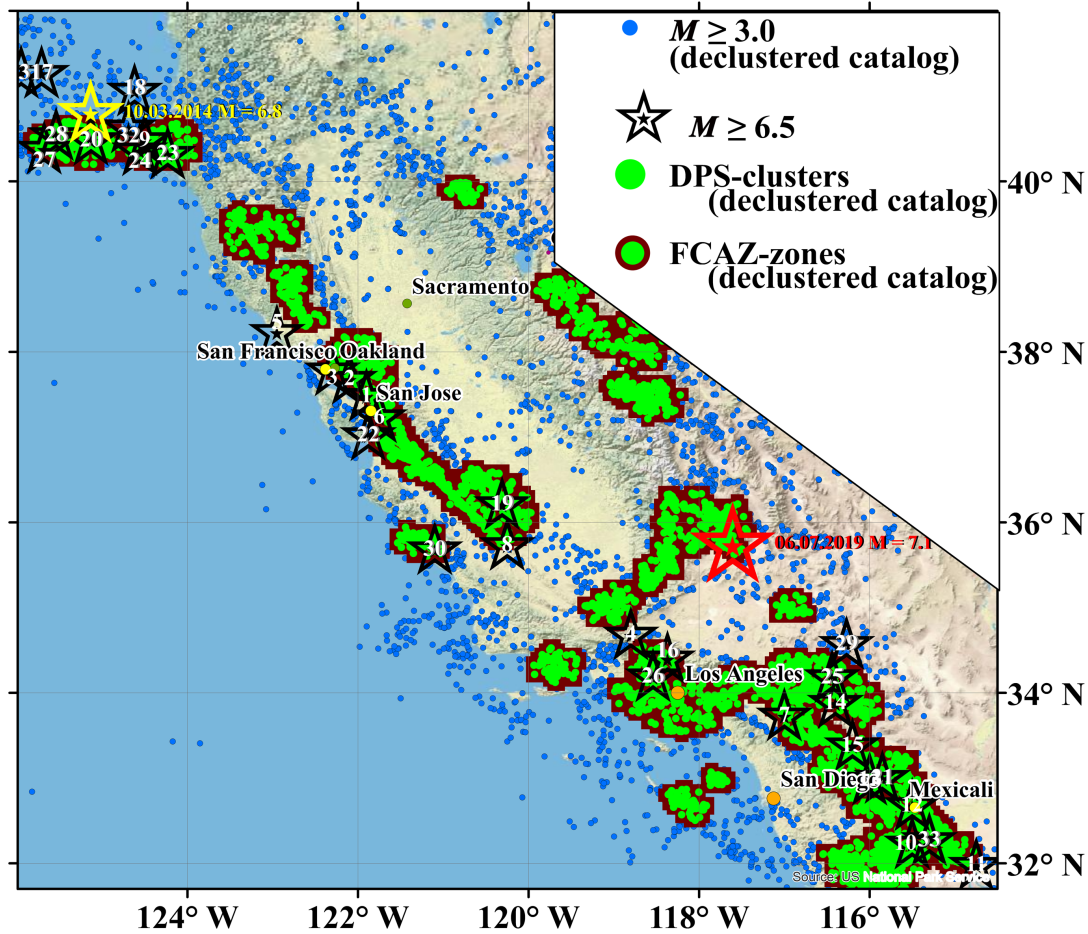 M ≥ 3.0
(declustered catalog)
M ≥ 6.5
DPS-clusters
(declustered catalog)
FCAZ-zones
(declustered catalog)
3 17
18
10.03.2014 M = 6.8
28
20
32
9
27
24
23
40° N
Sacramento
5
San Francisco
Oakland
38° N
3
2
1
San Jose
6
22
19
36° N
30
8
06.07.2019 M = 7.1
4
16
29
26
Los Angeles
25
34° N
14
7
15
31
San Diego
Mexicali
10
33
11
32° N
Source: US National Park Service
124° W
122° W
120° W
118° W
116° W